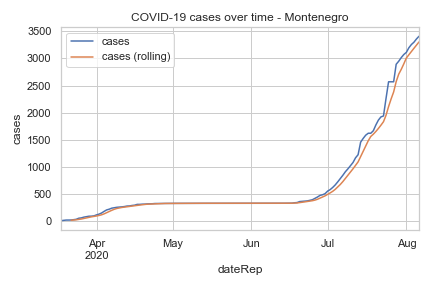 COVID-19 cases over time - Montenegro
cases
cases (rolling)
3500
3000
2500
2000
1500
1000
500
0
cases
Apr
2020
May
Jun
Jul
Aug
dateRep